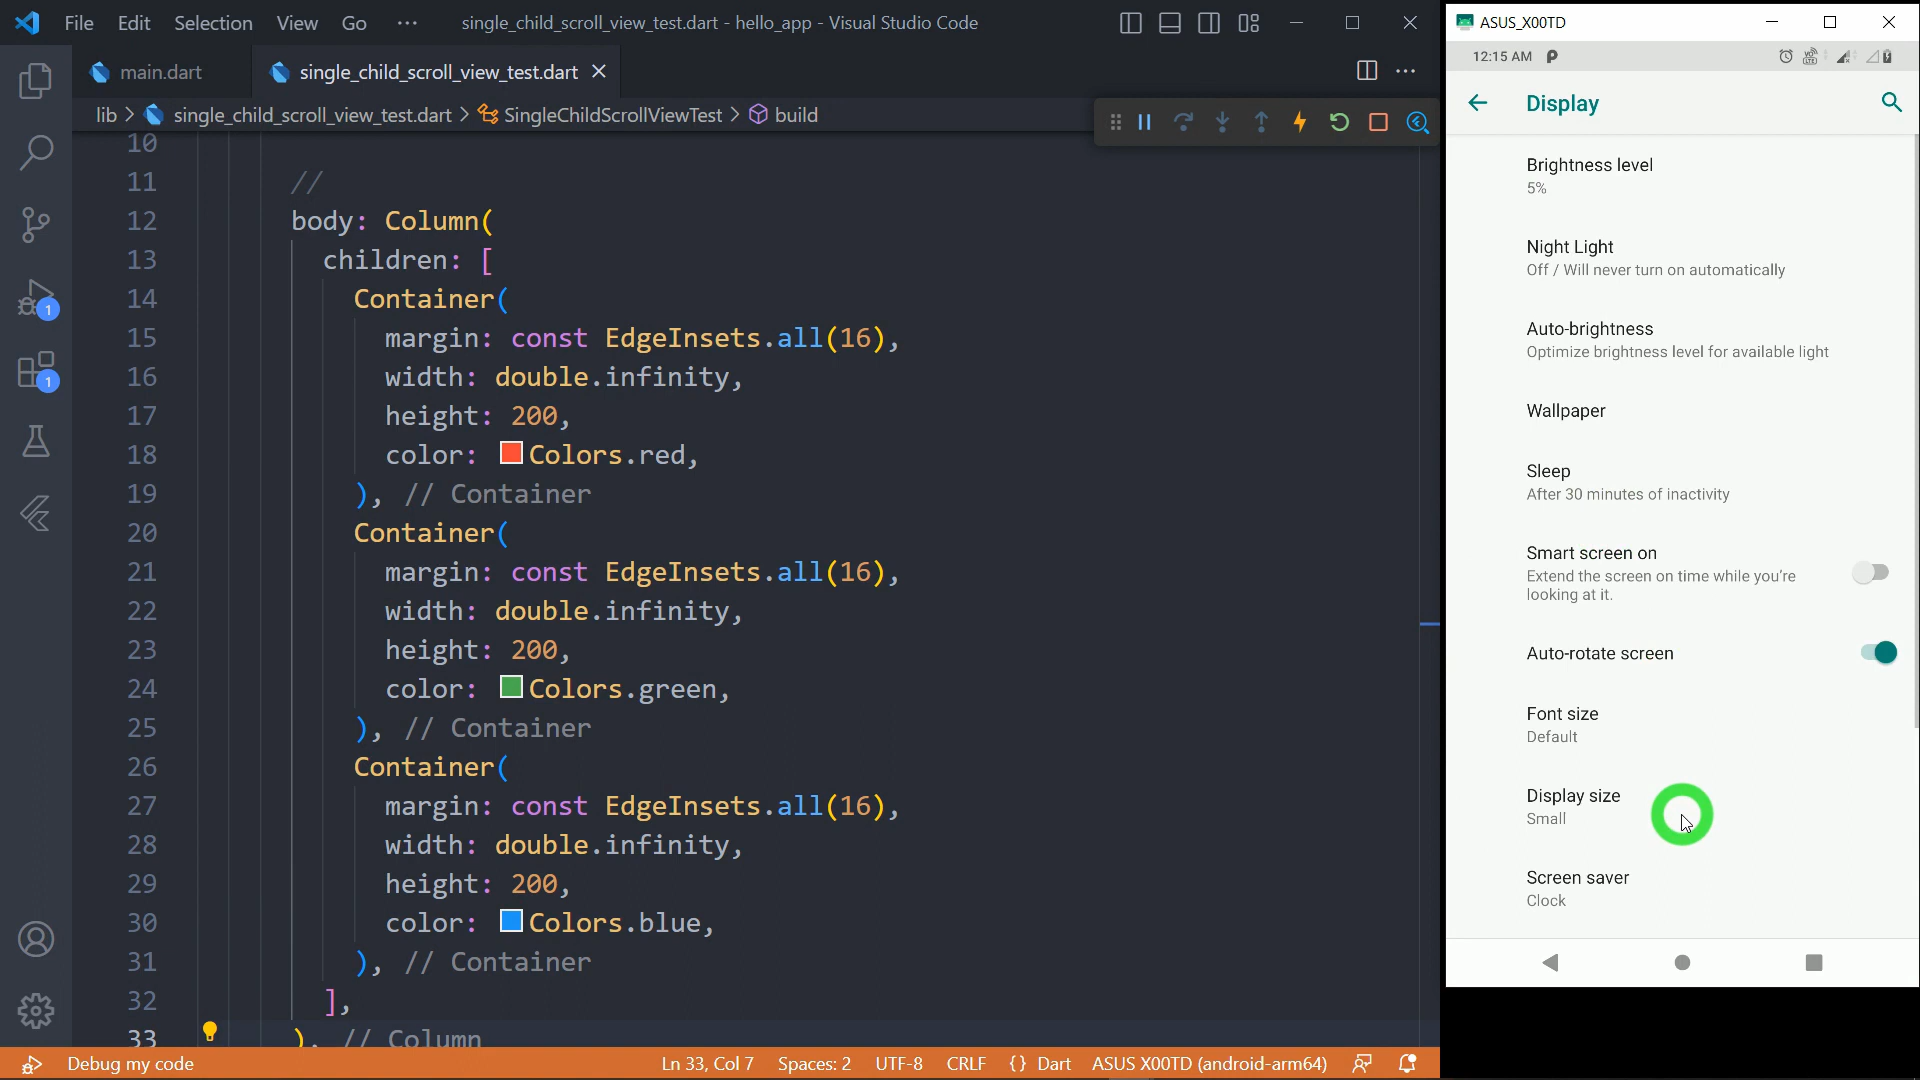 File Edit Selection View Go ··· single_child_scroll_view_test.dart - hello_app - Visual Studio Code
main.dart single_child_scroll_view_test.dart
lib > single_child_scroll_view_test.dart > SingleChildScrollViewTest > build
10
11 //
12 body: Column(
13 children: [
14 Container(
15 margin: const EdgeInsets.all(16),
16 width: double.infinity,
17 height: 200,
18 color: Colors.red,
19 ), // Container
20 Container(
21 margin: const EdgeInsets.all(16),
22 width: double.infinity,
23 height: 200,
24 color: Colors.green,
25 ), // Container
26 Container(
27 margin: const EdgeInsets.all(16),
28 width: double.infinity,
29 height: 200,
30 color: Colors.blue,
31 ), // Container
32 ],
33 ), // Column
1
1
Debug my code Ln 33, Col 7 Spaces: 2 UTF-8 CRLF {} Dart ASUS X00TD (android-arm64)
ASUS_X00TD
12:15 AM
Display
Brightness level
5%
Night Light
Off / Will never turn on automatically
Auto-brightness
Optimize brightness level for available light
Wallpaper
Sleep
After 30 minutes of inactivity
Smart screen on
Extend the screen on time while you're
looking at it.
Auto-rotate screen
Font size
Default
Display size
Small
Screen saver
Clock